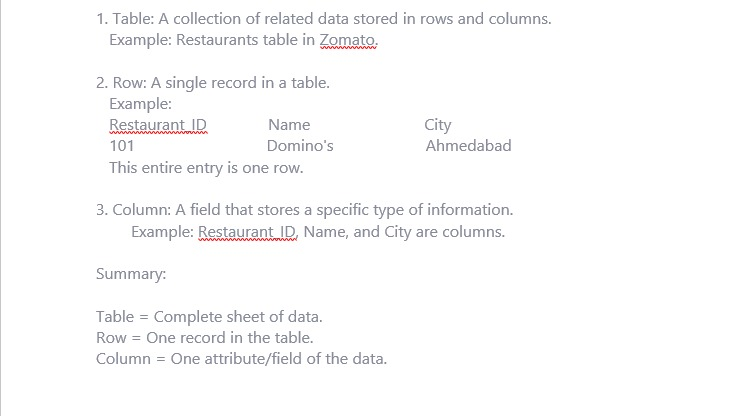 1. Table: A collection of related data stored in rows and columns.
Example: Restaurants table in Zomato.
2. Row: A single record in a table.
Example:
Restaurant_ID Name City
101 Domino's Ahmedabad
This entire entry is one row.
3. Column: A field that stores a specific type of information.
Example: Restaurant_ID, Name, and City are columns.
Summary:
Table = Complete sheet of data.
Row = One record in the table.
Column = One attribute/field of the data.